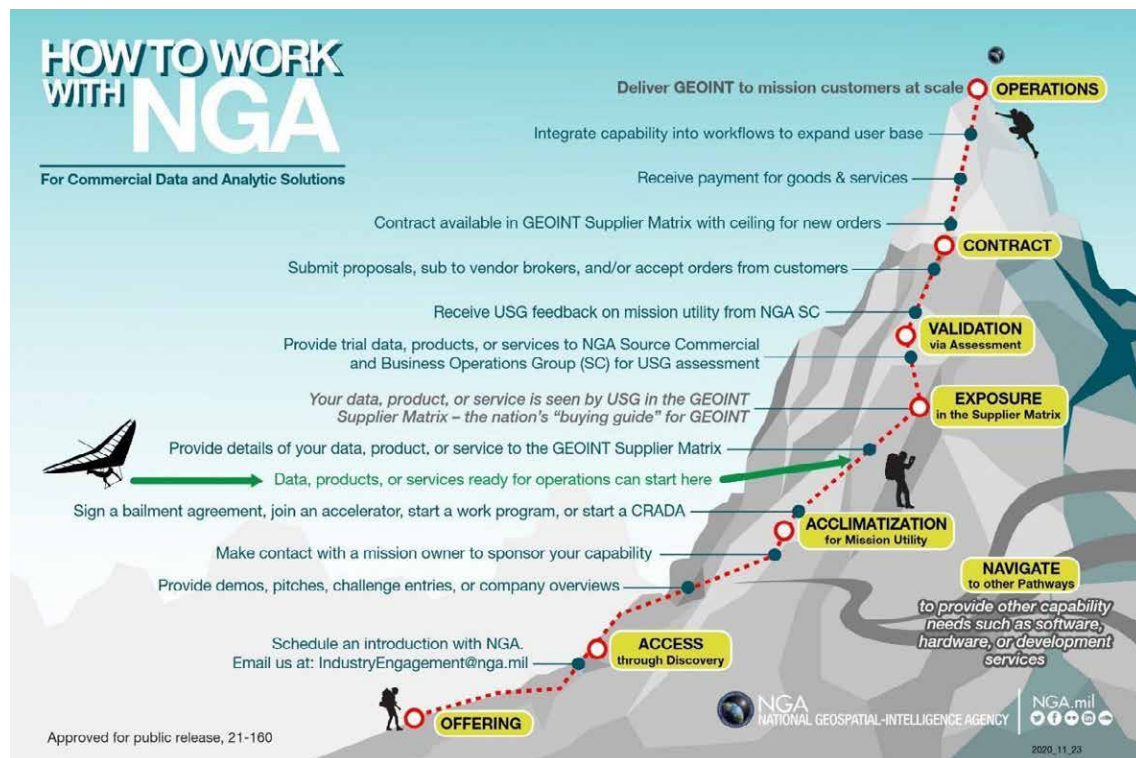 HOW TO WORK
WITH NGA
For Commercial Data and Analytic Solutions
Deliver GEOINT to mission customers at scale
OPERATIONS
Integrate capability into workflows to expand user base
Receive payment for goods & services
Contract available in GEOINT Supplier Matrix with ceiling for new orders
CONTRACT
Submit proposals, sub to vendor brokers, and/or accept orders from customers
Receive USG feedback on mission utility from NGA SC
VALIDATION
via Assessment
Provide trial data, products, or services to NGA Source Commercial
and Business Operations Group (SC) for USG assessment
Your data, product, or service is seen by USG in the GEOINT
Supplier Matrix – the nation's "buying guide" for GEOINT
EXPOSURE
in the Supplier Matrix
Provide details of your data, product, or service to the GEOINT Supplier Matrix
Data, products, or services ready for operations can start here
Sign a bailment agreement, join an accelerator, start a work program, or start a CRADA
ACCLIMATIZATION
for Mission Utility
Make contact with a mission owner to sponsor your capability
Provide demos, pitches, challenge entries, or company overviews
NAVIGATE
to other Pathways
to provide other capability
needs such as software,
hardware, or development
services
Schedule an introduction with NGA.
Email us at: IndustryEngagement@nga.mil
ACCESS
through Discovery
OFFERING
NGA
NATIONAL GEOSPATIAL-INTELLIGENCE AGENCY
NGA.mil
Approved for public release, 21-160
2020_11_23